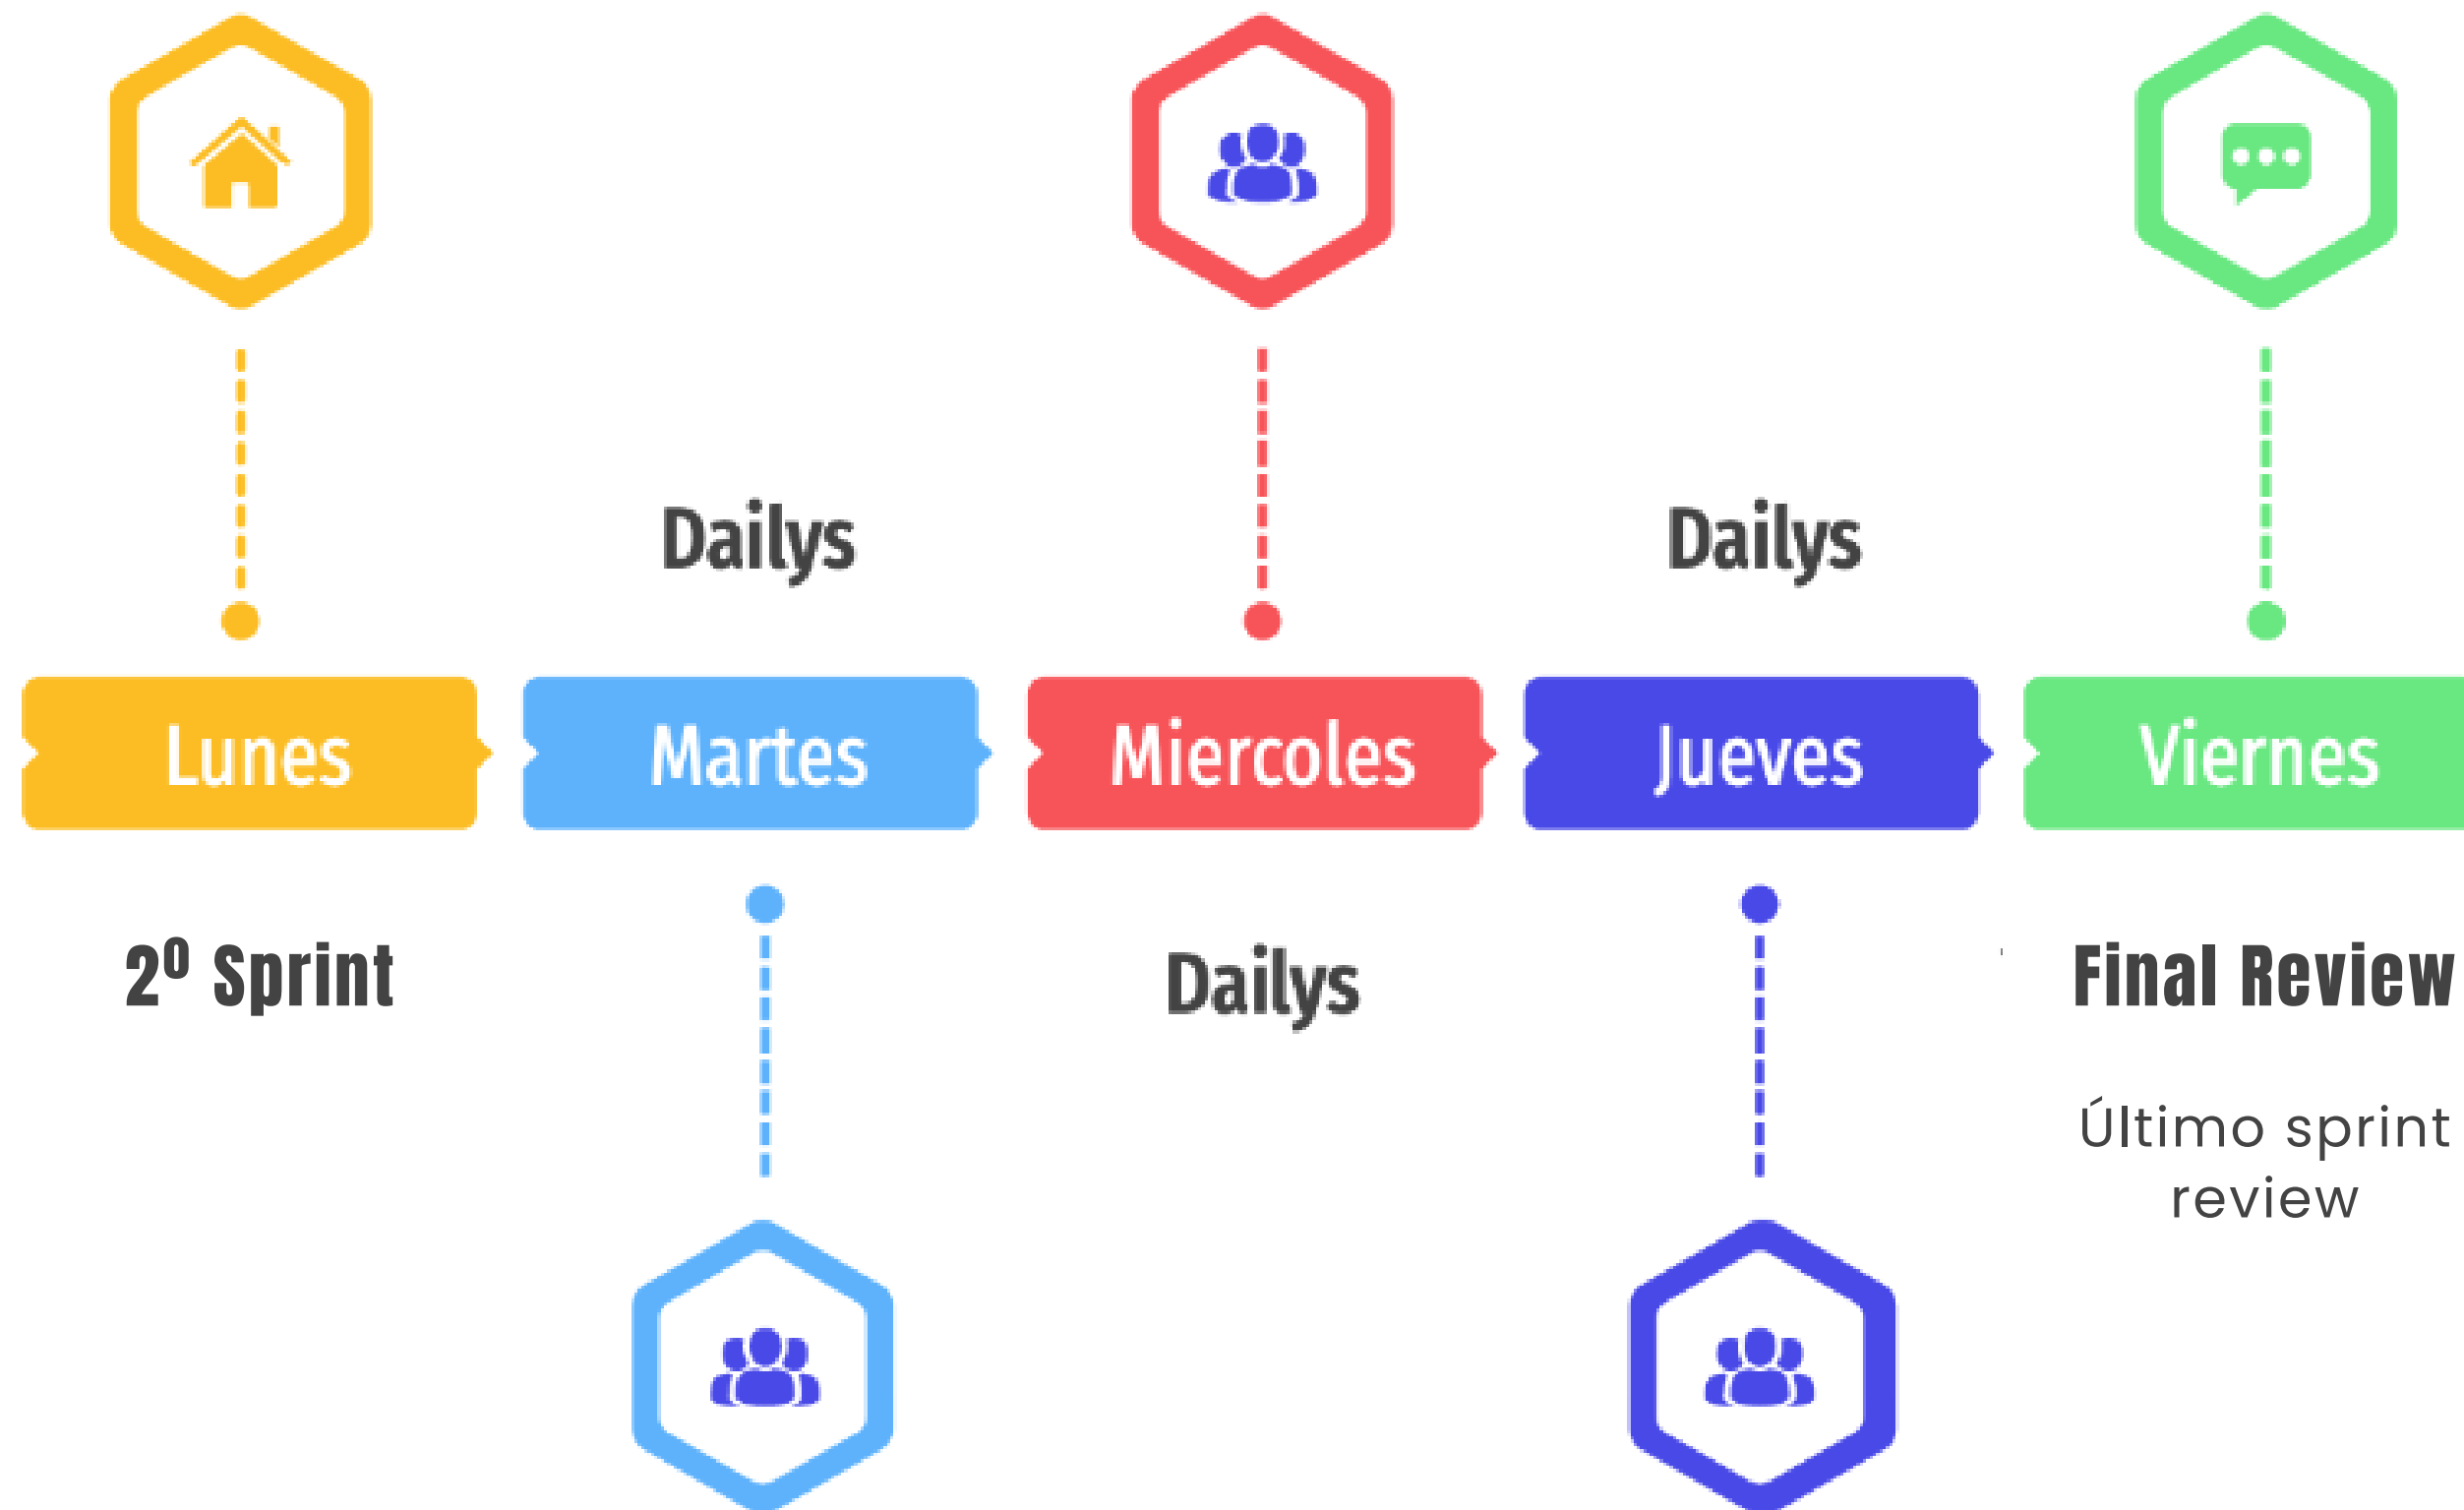 Dailys
Dailys
Lunes
Martes
Miercoles
Jueves
Viernes
2º Sprint
Dailys
Final Review
Último sprint
review